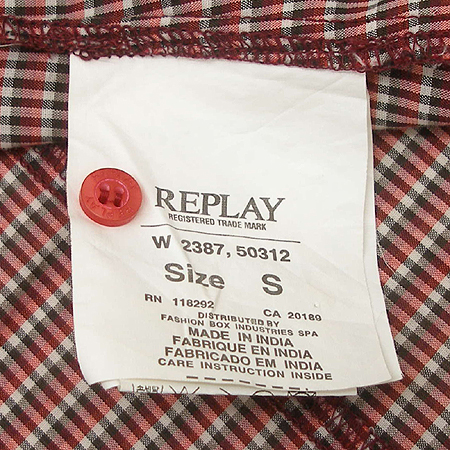 REPLAY
REGISTERED TRADE MARK
W 2387, 50312
Size S
RN 118292 CA 20189
DISTRIBUTED BY
FASHION BOX INDUSTRIES SPA
MADE IN INDIA
FABRIQUE EN INDIA
FABRICADO EM INDIA
CARE INSTRUCTION INSIDE